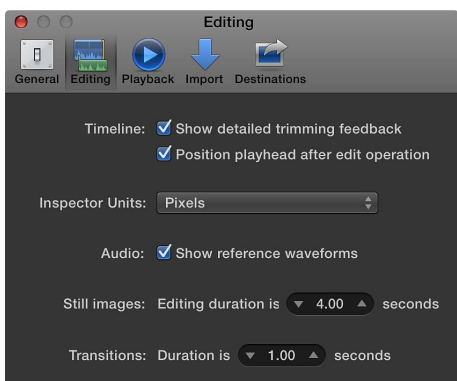 Editing
General Editing Playback Import Destinations
Timeline: Show detailed trimming feedback
Position playhead after edit operation
Inspector Units: Pixels
Audio: Show reference waveforms
Still images: Editing duration is 4.00 seconds
Transitions: Duration is 1.00 seconds